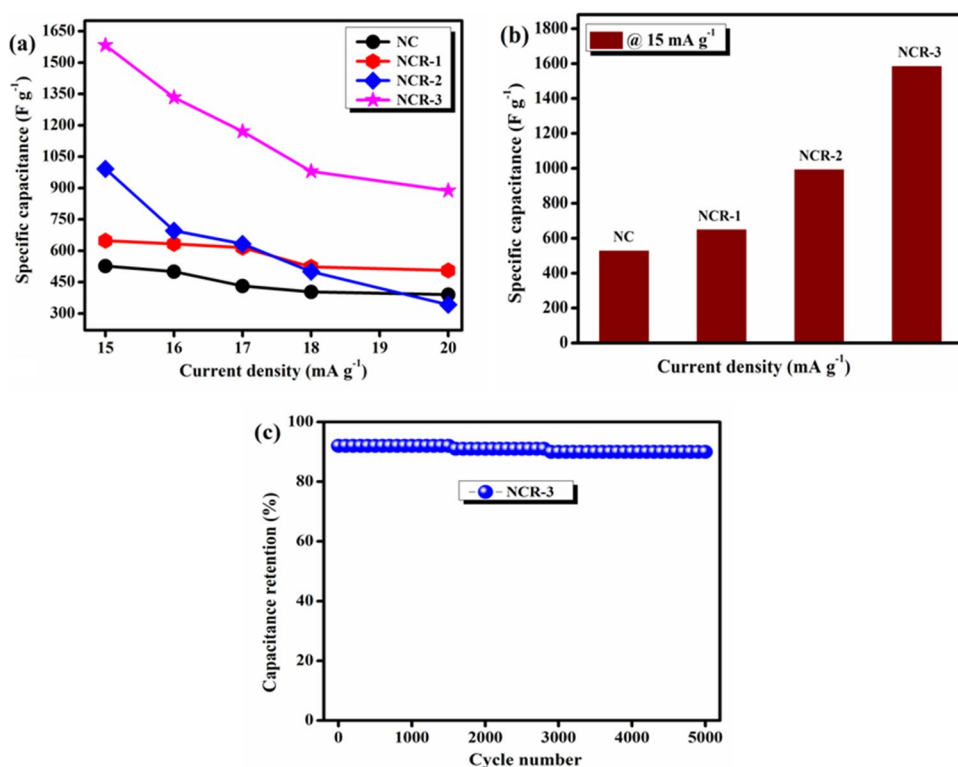 (a)
1650
1500
1350
1200
1050
900
750
600
450
300
Specific capacitance (F g⁻¹)
NC
NCR-1
NCR-2
NCR-3
15 16 17 18 19 20
Current density (mA g⁻¹)
(b)
1800
1600
1400
1200
1000
800
600
400
200
0
Specific capacitance (F g⁻¹)
@ 15 mA g⁻¹
NC
NCR-1
NCR-2
NCR-3
Current density (mA g⁻¹)
(c)
100
80
60
40
20
0
Capacitance retention (%)
NCR-3
0 1000 2000 3000 4000 5000
Cycle number